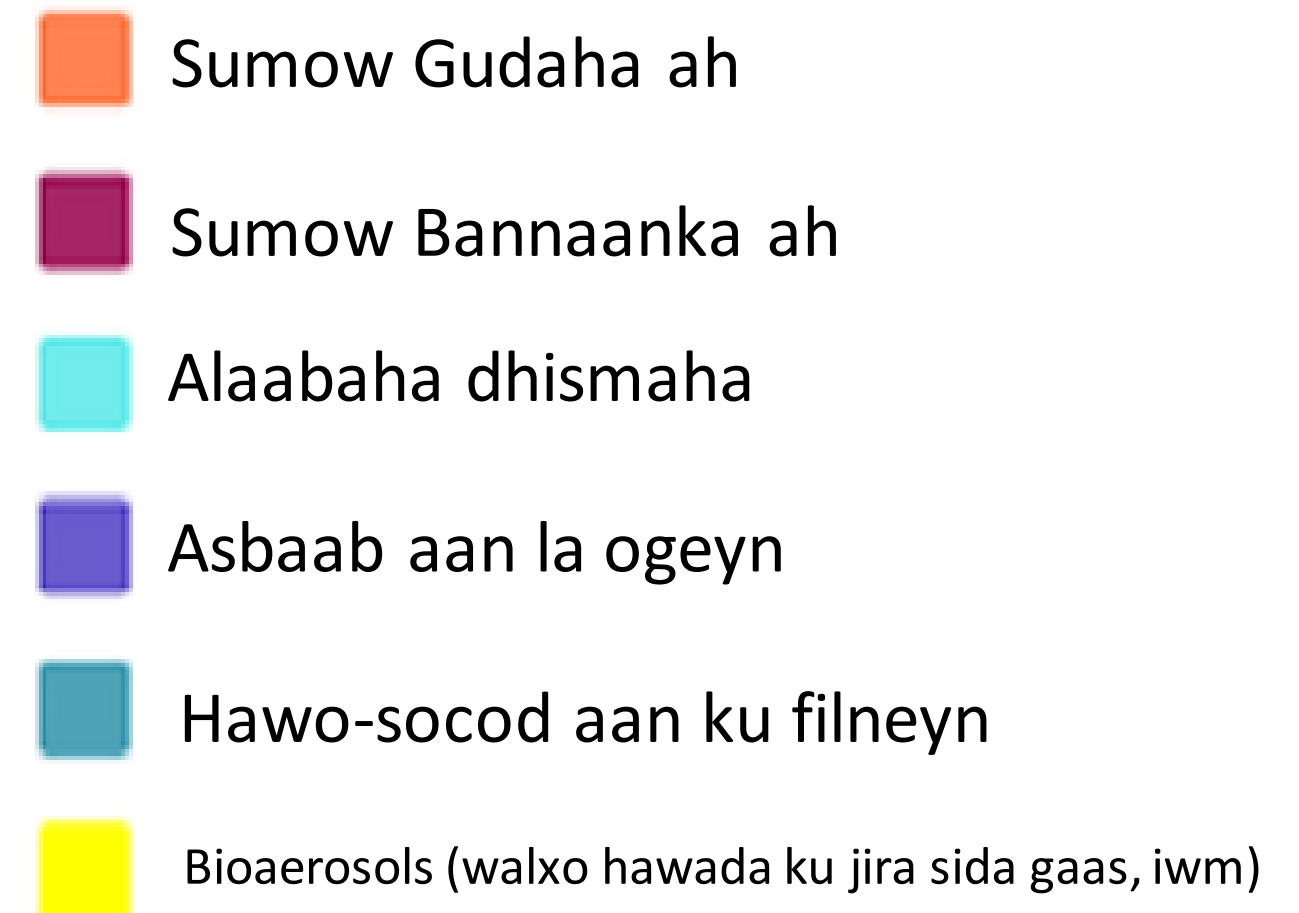 Sumow Gudaha ah
Sumow Bannaanka ah
Alaabaha dhismaha
Asbaab aan la ogeyn
Hawo-socod aan ku filneyn
Bioaerosols (walxo hawada ku jira sida gaas, iwm)